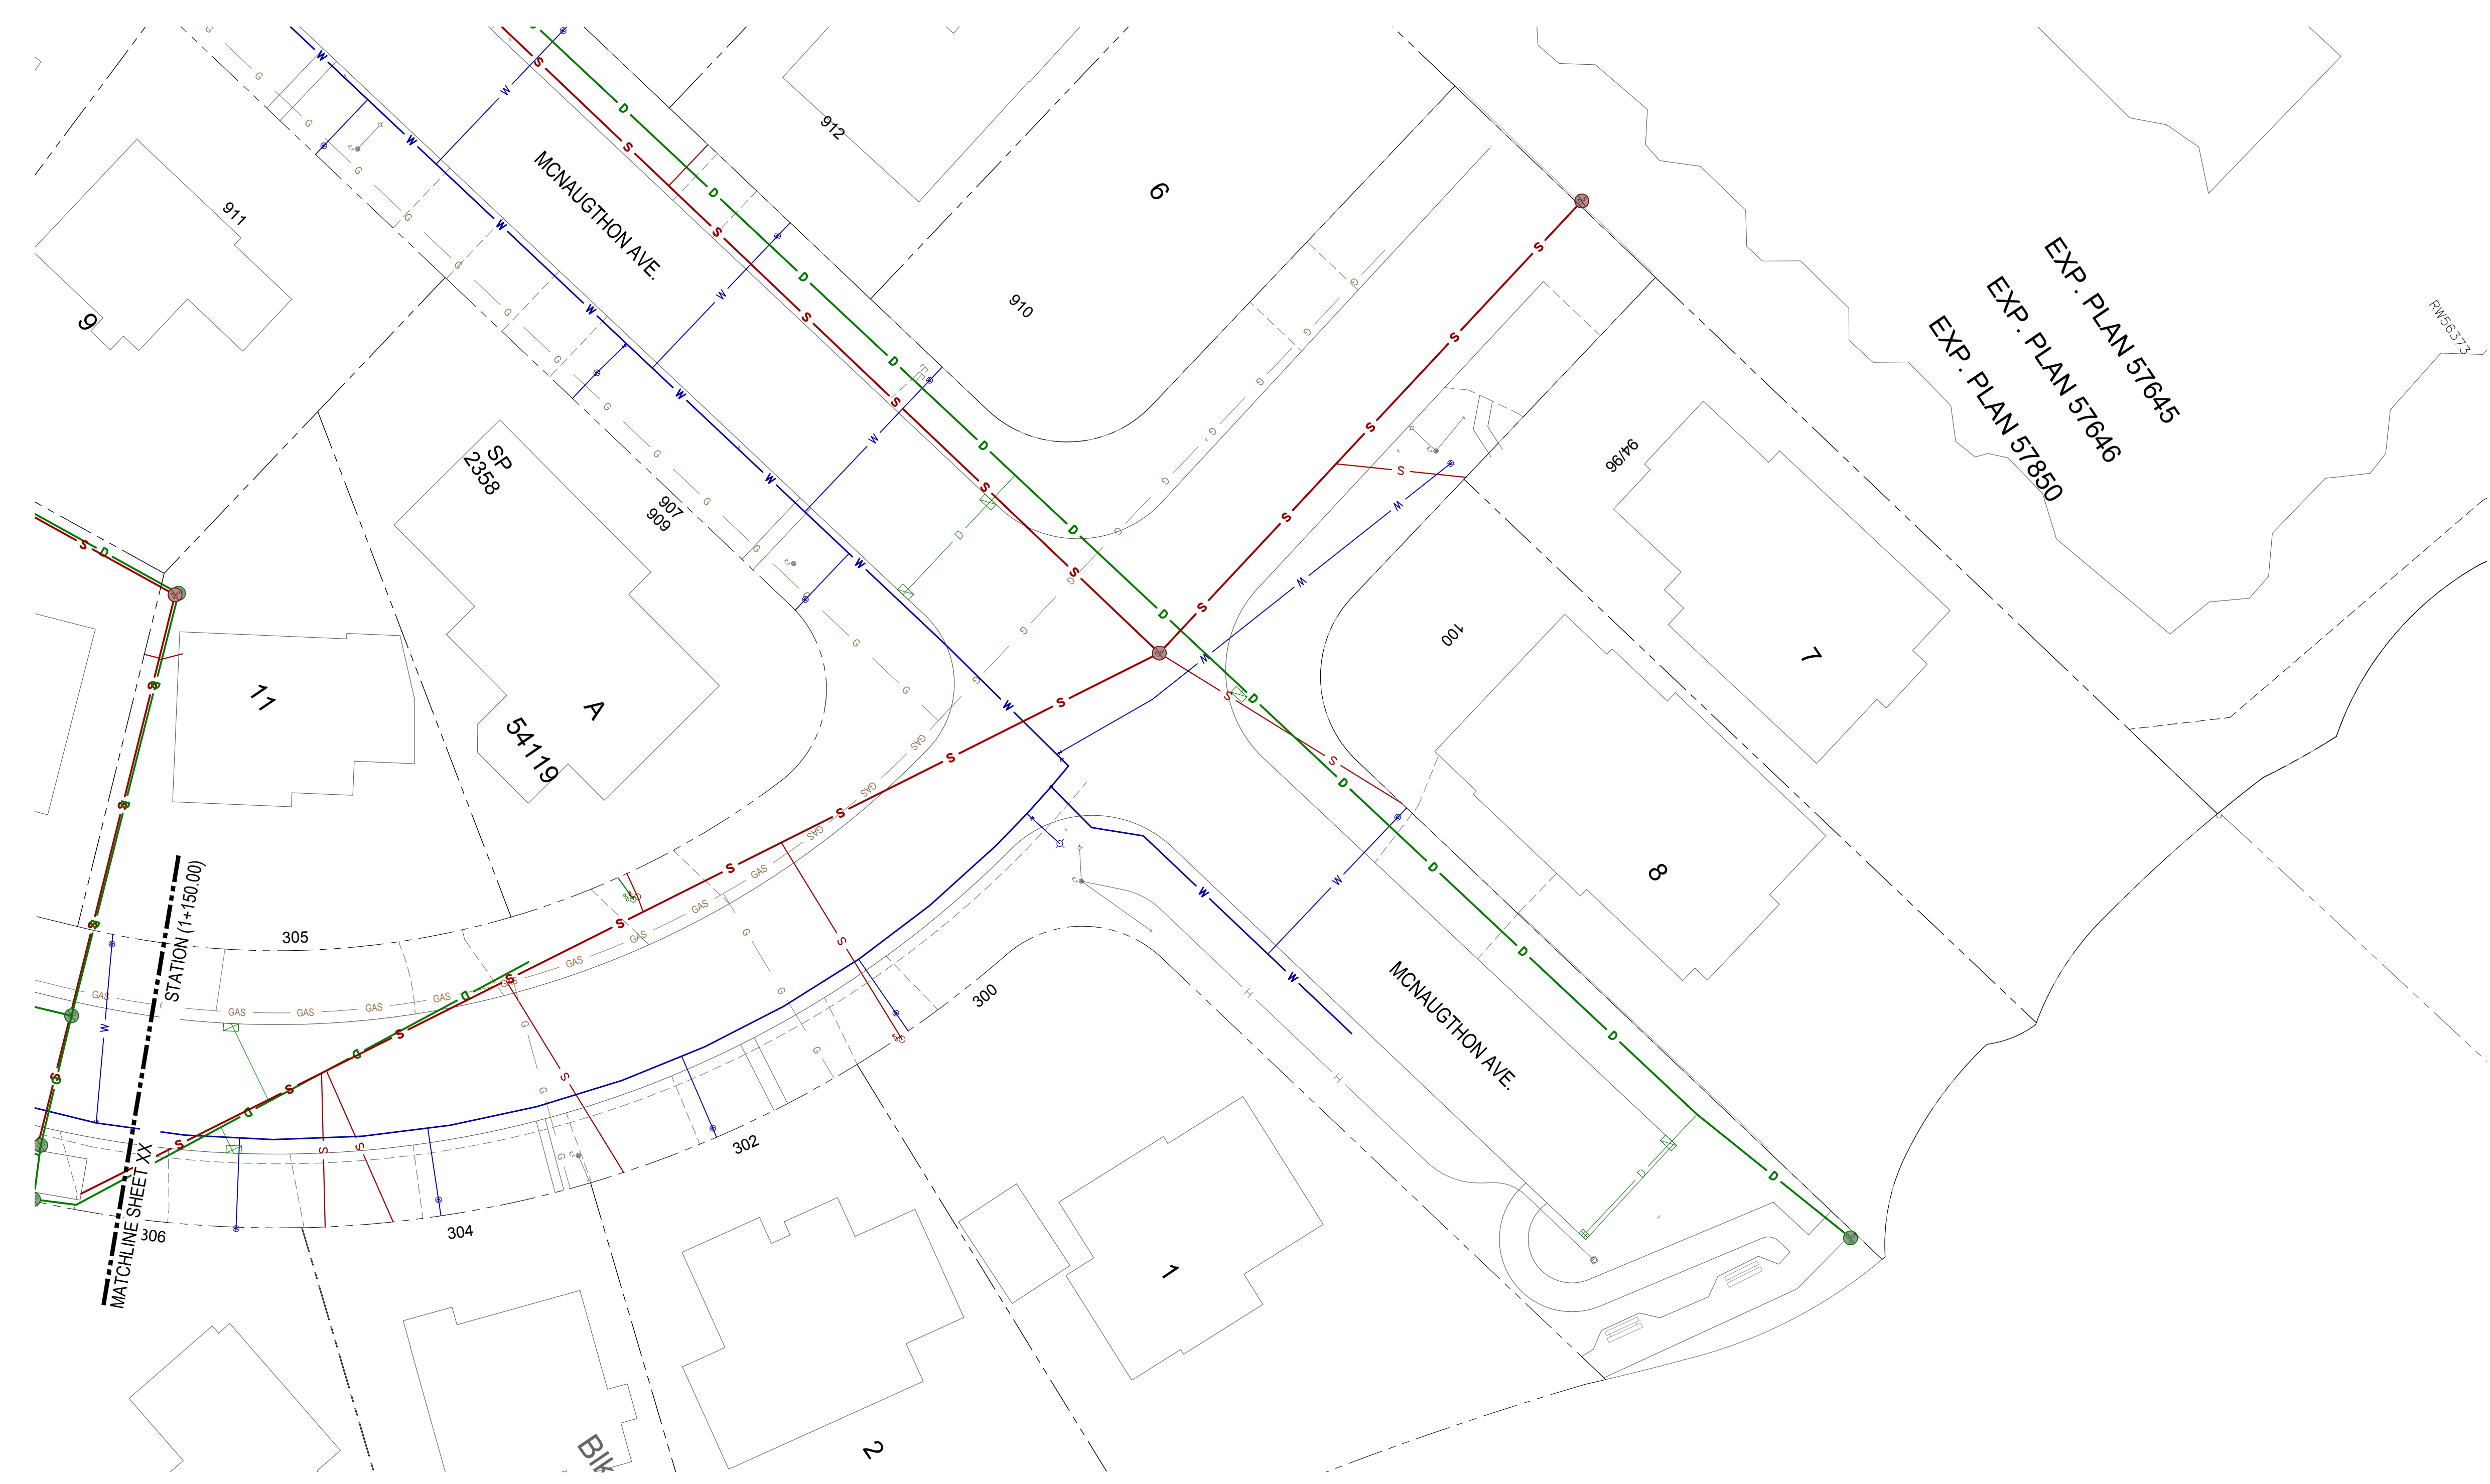 912
MCNAUGTHON AVE.
6
911
910
9
EXP. PLAN 57645
EXP. PLAN 57646
EXP. PLAN 57850
RW56373
SP
2358
907
909
94/96
100
7
11
A
54119
8
STATION (1+150.00)
MATCHLINE SHEET XX
305
300
MCNAUGTHON AVE.
302
304
306
1
2
W
S
D
G
GAS
H